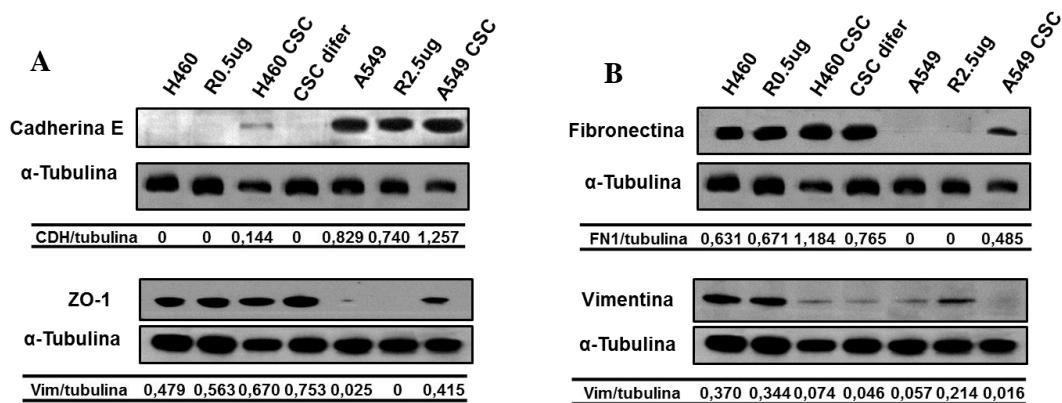 A
H460
R0.5ug
H460 CSC
CSC difer
A549
R2.5ug
A549 CSC
Cadherina E
α-Tubulina
CDH/tubulina 0 0 0,144 0 0,829 0,740 1,257
ZO-1
α-Tubulina
Vim/tubulina 0,479 0,563 0,670 0,753 0,025 0 0,415
B
H460
R0.5ug
H460 CSC
CSC difer
A549
R2.5ug
A549 CSC
Fibronectina
α-Tubulina
FN1/tubulina 0,631 0,671 1,184 0,765 0 0 0,485
Vimentina
α-Tubulina
Vim/tubulina 0,370 0,344 0,074 0,046 0,057 0,214 0,016